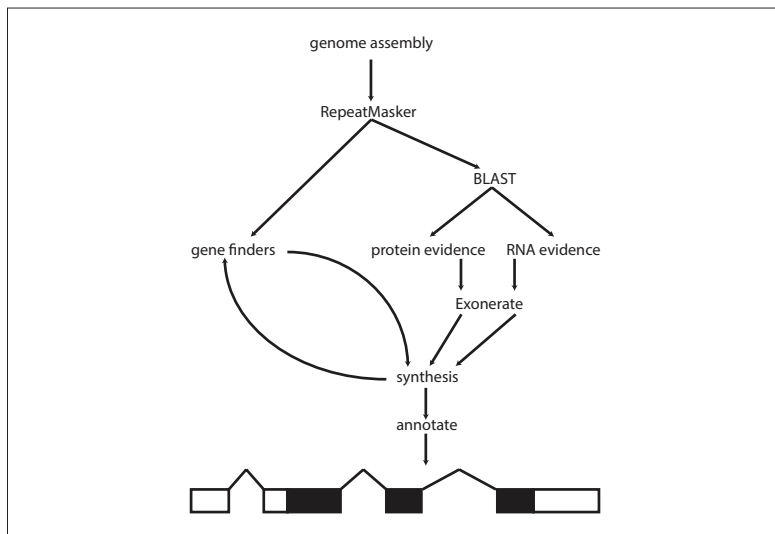 genome assembly
RepeatMasker
BLAST
gene finders
protein evidence
RNA evidence
Exonerate
synthesis
annotate